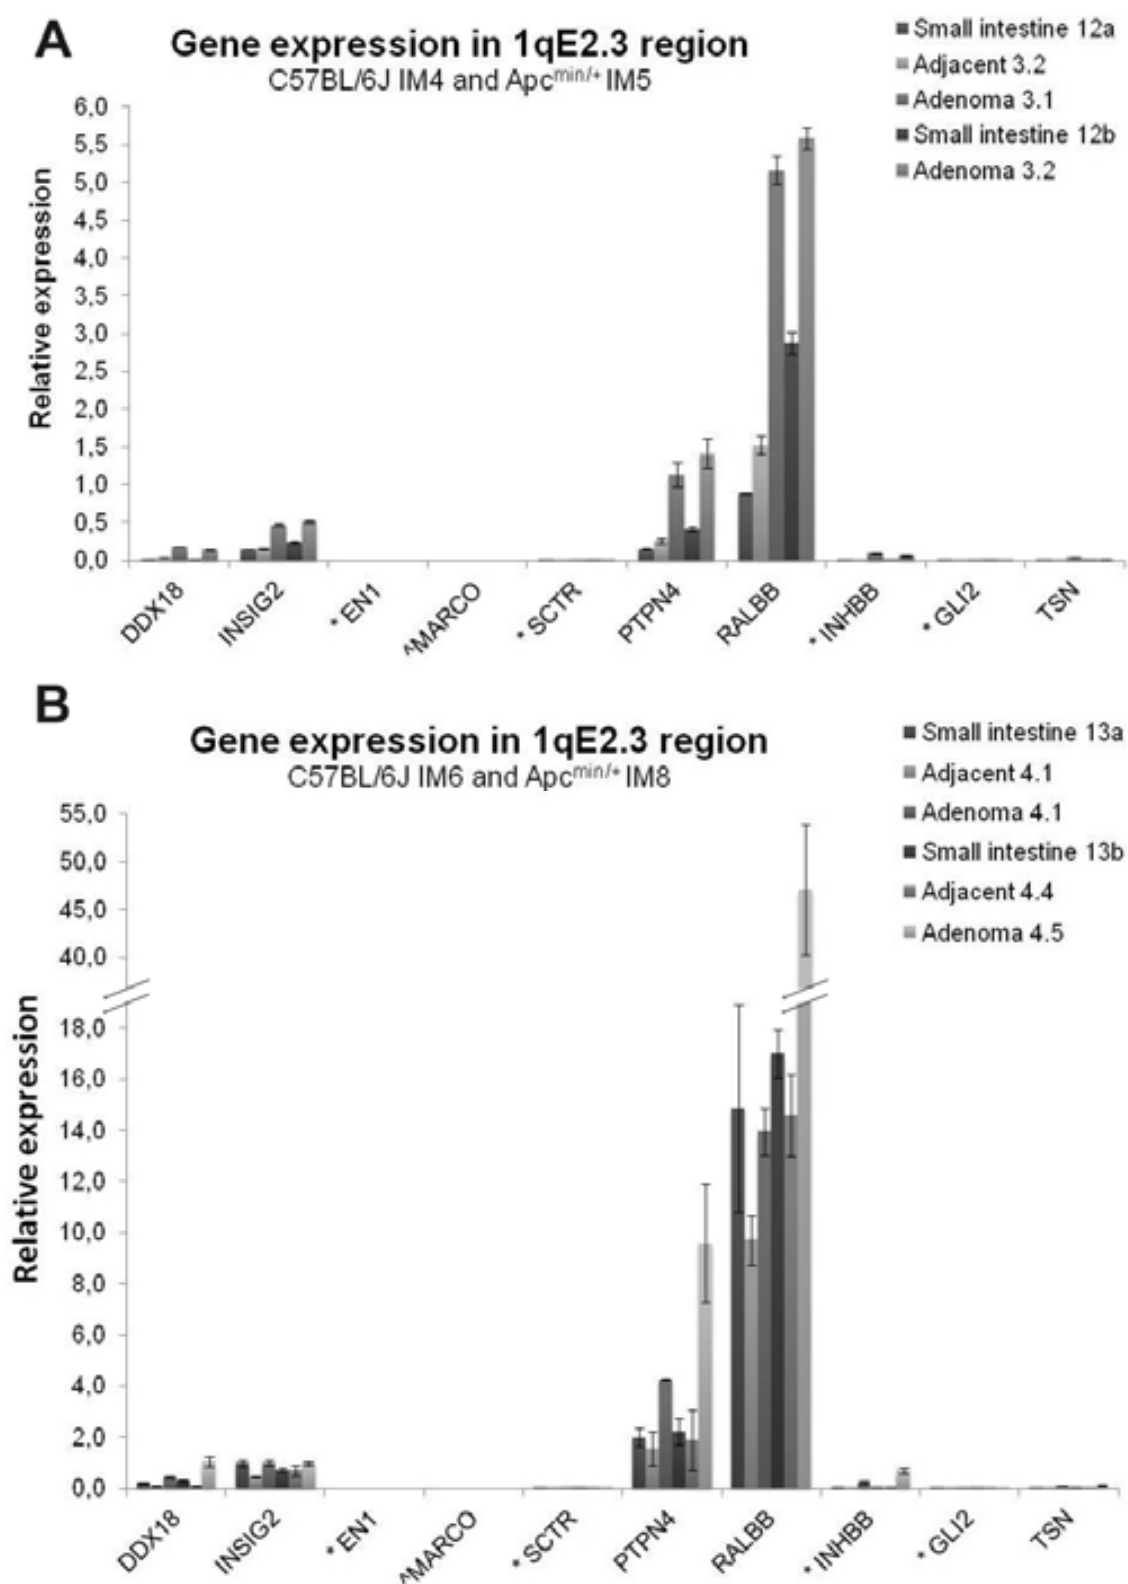 A
Gene expression in 1qE2.3 region
C57BL/6J IM4 and Apcmin/+ IM5
Small intestine 12a
Adjacent 3.2
Adenoma 3.1
Small intestine 12b
Adenoma 3.2
Relative expression
6,0
5,5
5,0
4,5
4,0
3,5
3,0
2,5
2,0
1,5
1,0
0,5
0,0
DDX18
INSIG2
* EN1
^MARCO
* SCTR
PTPN4
RALBB
* INHBB
* GLI2
TSN
B
Gene expression in 1qE2.3 region
C57BL/6J IM6 and Apcmin/+ IM8
Small intestine 13a
Adjacent 4.1
Adenoma 4.1
Small intestine 13b
Adjacent 4.4
Adenoma 4.5
Relative expression
55,0
50,0
45,0
40,0
18,0
16,0
14,0
12,0
10,0
8,0
6,0
4,0
2,0
0,0
DDX18
INSIG2
* EN1
^MARCO
* SCTR
PTPN4
RALBB
* INHBB
* GLI2
TSN